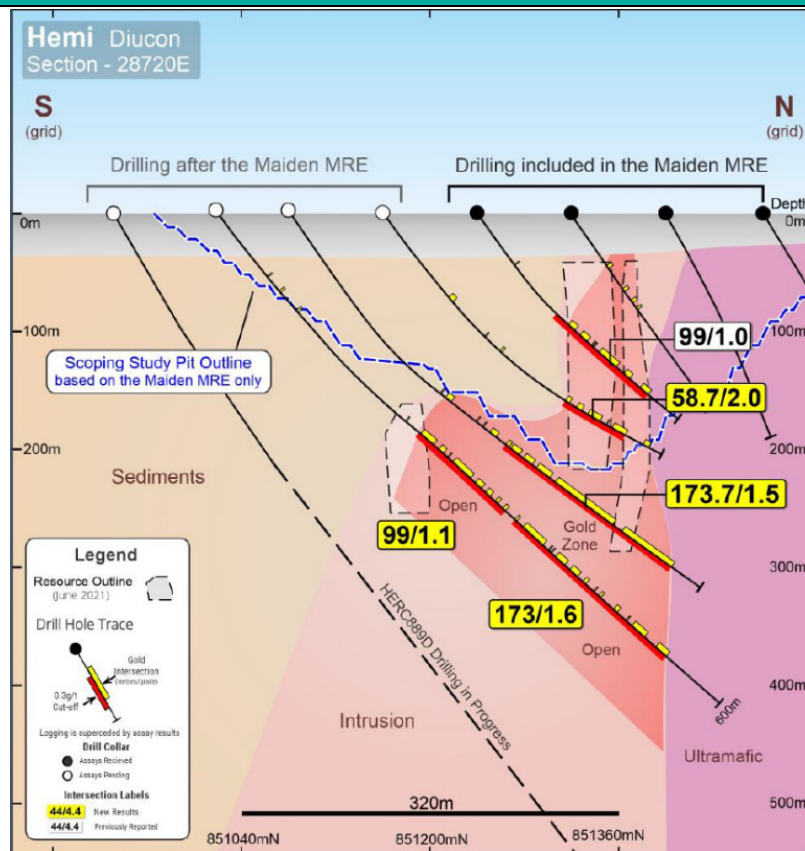 Hemi Diucon
Section - 28720E
S
(grid)
N
(grid)
Drilling after the Maiden MRE
Drilling included in the Maiden MRE
Depth
0m
0m
100m
100m
200m
200m
300m
400m
500m
Scoping Study Pit Outline
based on the Maiden MRE only
99/1.0
58.7/2.0
173.7/1.5
99/1.1
173/1.6
Sediments
Open
Gold
Zone
Open
HERC889D Drilling in Progress
600m
Intrusion
Ultramafic
Legend
Resource Outline
(June 2021)
Drill Hole Trace
Gold
Intersection
(metres/grade)
0.3g/t
Cut-off
Logging is superceded by assay results
Drill Collar
Assays Recieved
Assays Pending
Intersection Labels
44/4.4 New Results
44/4.4 Previously Reported
320m
851040mN
851200mN
851360mN